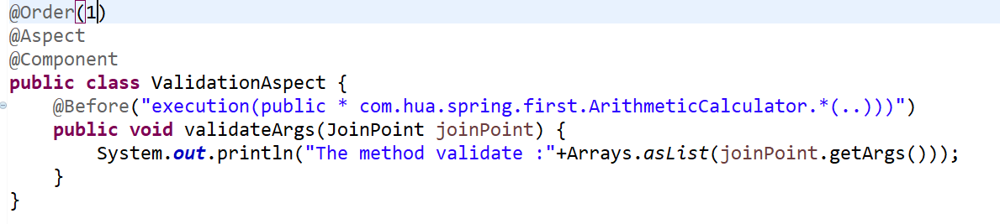 @Order(1)
@Aspect
@Component
public class ValidationAspect {
@Before("execution(public * com.hua.spring.first.ArithmeticCalculator.*(..)))")
public void validateArgs(JoinPoint joinPoint) {
System.out.println("The method validate :"+Arrays.asList(joinPoint.getArgs()));
}
}